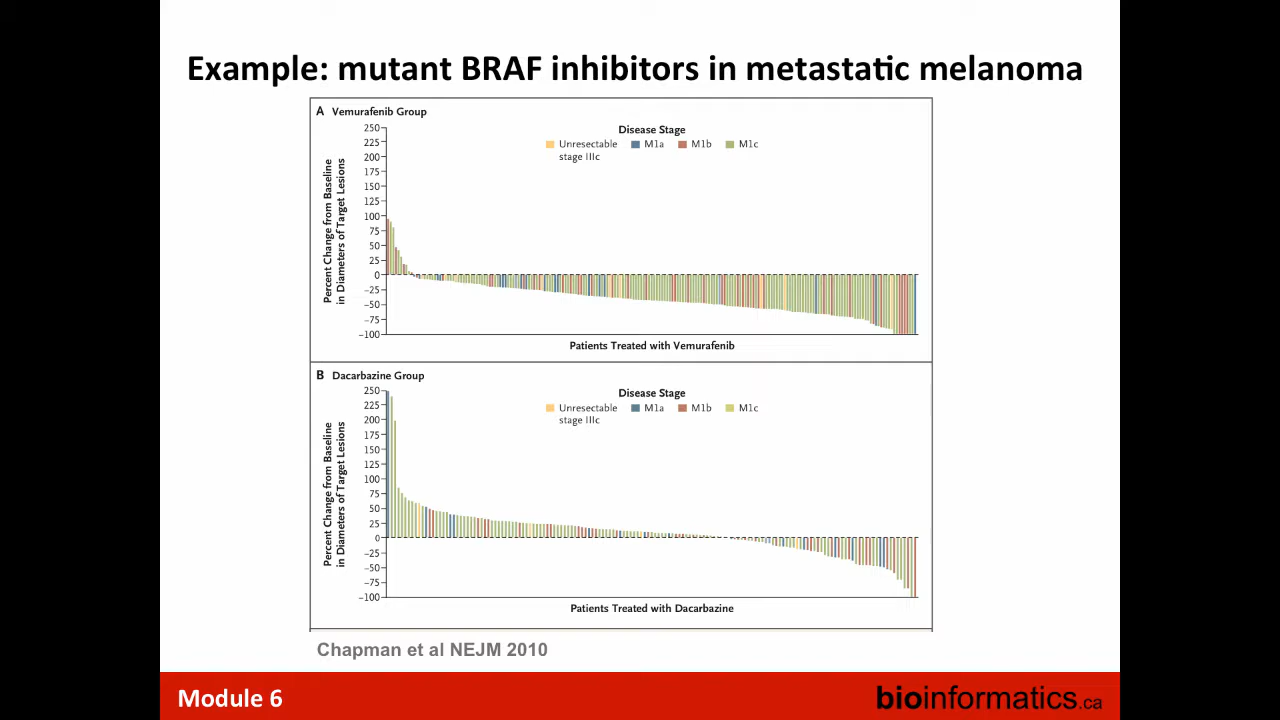 Example: mutant BRAF inhibitors in metastatic melanoma
A Vemurafenib Group
Disease Stage
Unresectable stage IIIc
M1a
M1b
M1c
Percent Change from Baseline
in Diameters of Target Lesions
250
225
200
175
150
125
100
75
50
25
0
−25
−50
−75
−100
Patients Treated with Vemurafenib
B Dacarbazine Group
Disease Stage
Unresectable stage IIIc
M1a
M1b
M1c
Percent Change from Baseline
in Diameters of Target Lesions
250
225
200
175
150
125
100
75
50
25
0
−25
−50
−75
−100
Patients Treated with Dacarbazine
Chapman et al NEJM 2010
Module 6
bioinformatics.ca